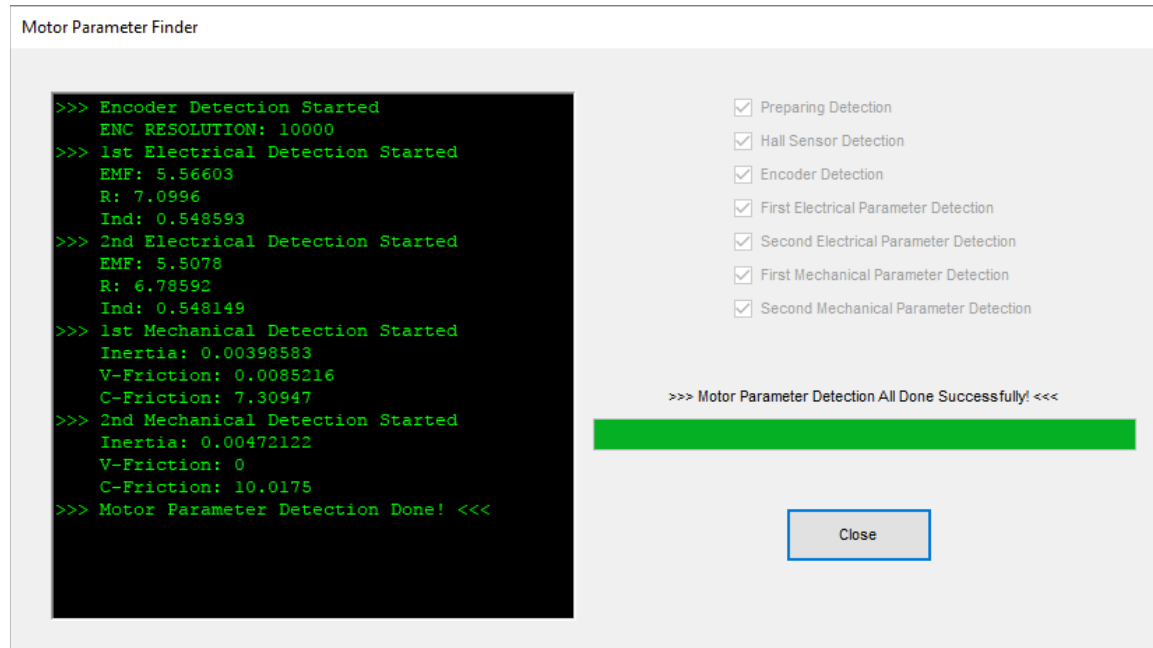 Motor Parameter Finder
>>> Encoder Detection Started
ENC RESOLUTION: 10000
>>> 1st Electrical Detection Started
EMF: 5.56603
R: 7.0996
Ind: 0.548593
>>> 2nd Electrical Detection Started
EMF: 5.5078
R: 6.78592
Ind: 0.548149
>>> 1st Mechanical Detection Started
Inertia: 0.00398583
V-Friction: 0.0085216
C-Friction: 7.30947
>>> 2nd Mechanical Detection Started
Inertia: 0.00472122
V-Friction: 0
C-Friction: 10.0175
>>> Motor Parameter Detection Done! <<<
Preparing Detection
Hall Sensor Detection
Encoder Detection
First Electrical Parameter Detection
Second Electrical Parameter Detection
First Mechanical Parameter Detection
Second Mechanical Parameter Detection
>>> Motor Parameter Detection All Done Successfully! <<<
Close